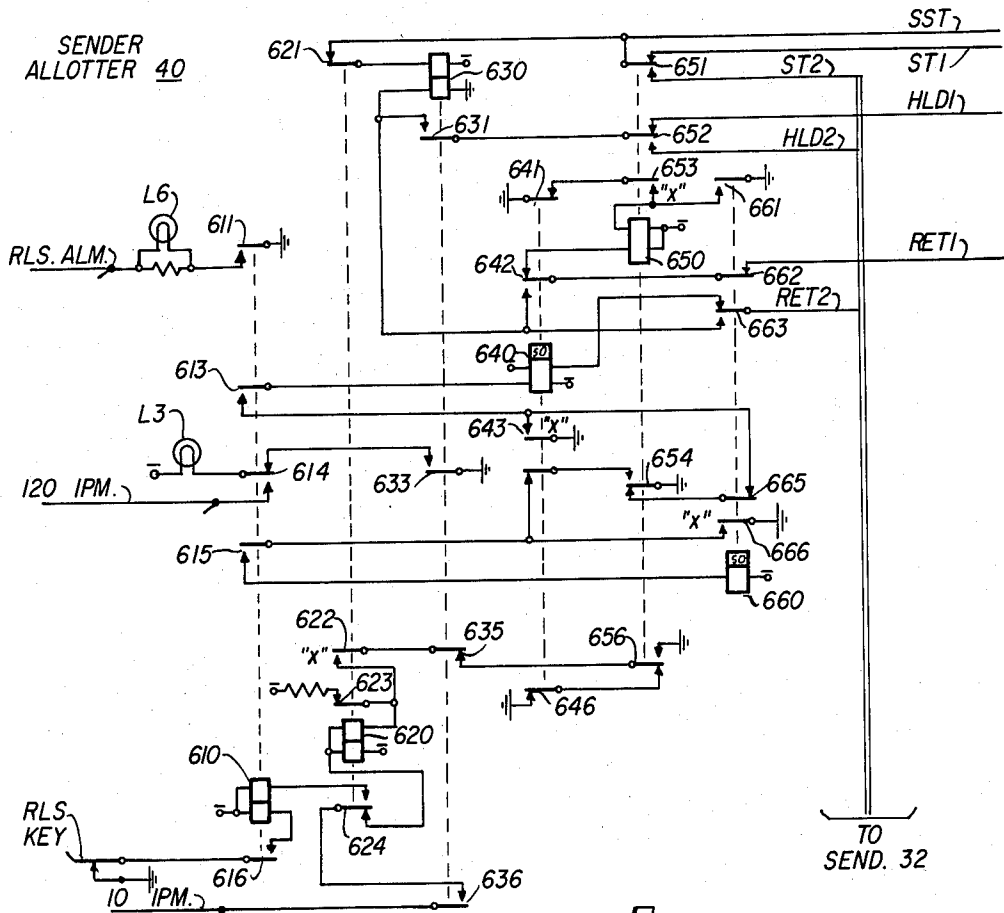 SENDER
ALLOTTER 40
SST
ST1
ST2
HLD1
HLD2
RET1
RET2
621
630
651
631
652
641
653
"X"
661
L6
611
RLS. ALM.
650
642
662
663
SO
640
613
L3
643
"X"
614
633
654
665
120 IPM.
"X"
666
615
SO
660
622
635
656
"X"
623
646
620
610
624
RLS
KEY
616
636
10 IPM.
TO
SEND. 32